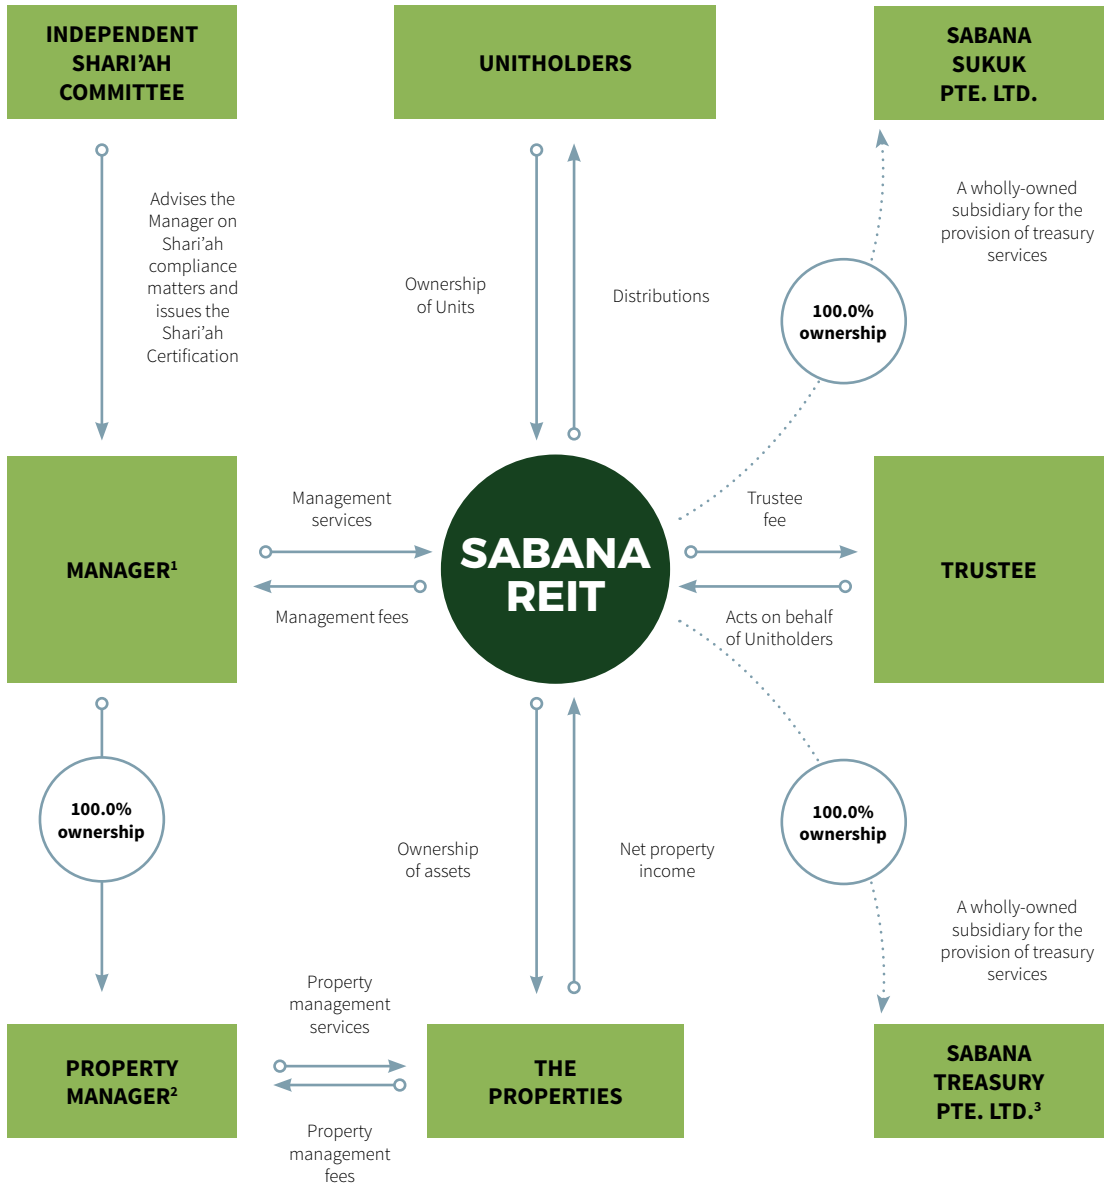 INDEPENDENT
SHARI’AH
COMMITTEE
UNITHOLDERS
SABANA
SUKUK
PTE. LTD.
Advises the
Manager on
Shari’ah
compliance
matters and
issues the
Shari’ah
Certification
Ownership
of Units
Distributions
A wholly-owned
subsidiary for the
provision of treasury
services
100.0%
ownership
MANAGER¹
Management
services
Management fees
SABANA
REIT
Trustee
fee
Acts on behalf
of Unitholders
TRUSTEE
100.0%
ownership
Ownership
of assets
Net property
income
100.0%
ownership
A wholly-owned
subsidiary for the
provision of treasury
services
PROPERTY
MANAGER²
Property
management
services
Property
management
fees
THE
PROPERTIES
SABANA
TREASURY
PTE. LTD.³